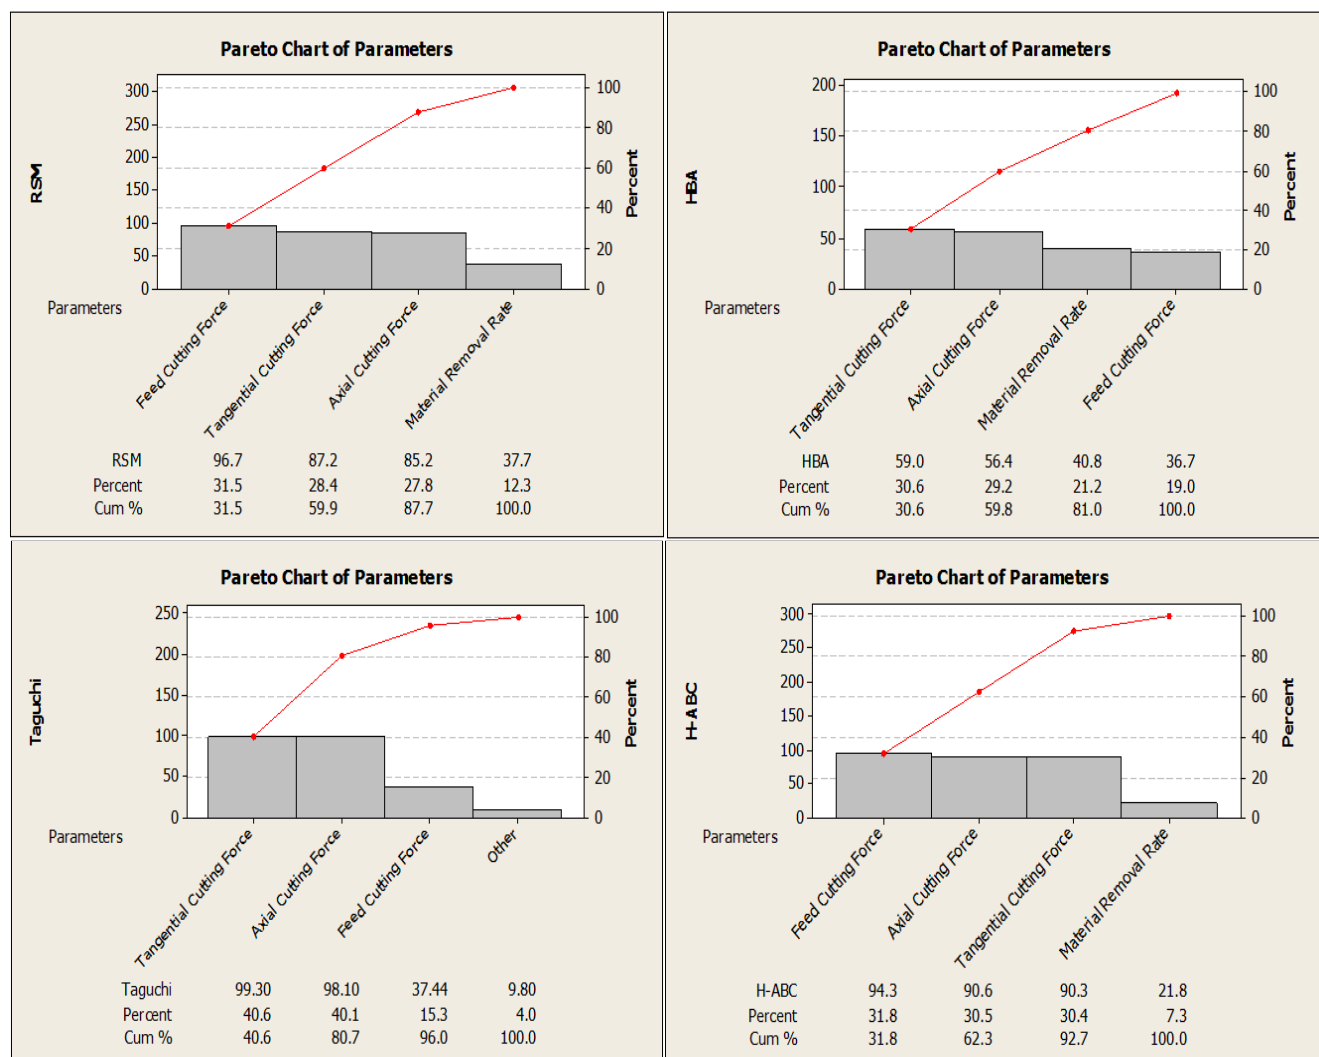 Pareto Chart of Parameters
300
250
200
150
100
50
0
RSM
100
80
60
40
20
0
Percent
Parameters
Feed Cutting Force
Tangential Cutting Force
Axial Cutting Force
Material Removal Rate
RSM 96.7 87.2 85.2 37.7
Percent 31.5 28.4 27.8 12.3
Cum % 31.5 59.9 87.7 100.0
Pareto Chart of Parameters
200
150
100
50
0
HBA
100
80
60
40
20
0
Percent
Parameters
Tangential Cutting Force
Axial Cutting Force
Material Removal Rate
Feed Cutting Force
HBA 59.0 56.4 40.8 36.7
Percent 30.6 29.2 21.2 19.0
Cum % 30.6 59.8 81.0 100.0
Pareto Chart of Parameters
250
200
150
100
50
0
Taguchi
100
80
60
40
20
0
Percent
Parameters
Tangential Cutting Force
Axial Cutting Force
Feed Cutting Force
Other
Taguchi 99.30 98.10 37.44 9.80
Percent 40.6 40.1 15.3 4.0
Cum % 40.6 80.7 96.0 100.0
Pareto Chart of Parameters
300
250
200
150
100
50
0
H-ABC
100
80
60
40
20
0
Percent
Parameters
Feed Cutting Force
Axial Cutting Force
Tangential Cutting Force
Material Removal Rate
H-ABC 94.3 90.6 90.3 21.8
Percent 31.8 30.5 30.4 7.3
Cum % 31.8 62.3 92.7 100.0